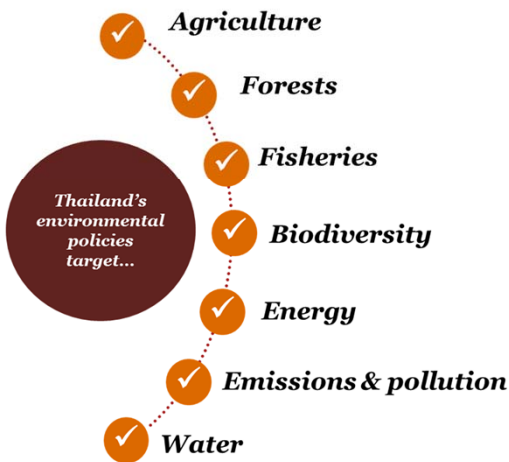 Agriculture
Forests
Fisheries
Thailand's
environmental
policies
target...
Biodiversity
Energy
Emissions & pollution
Water